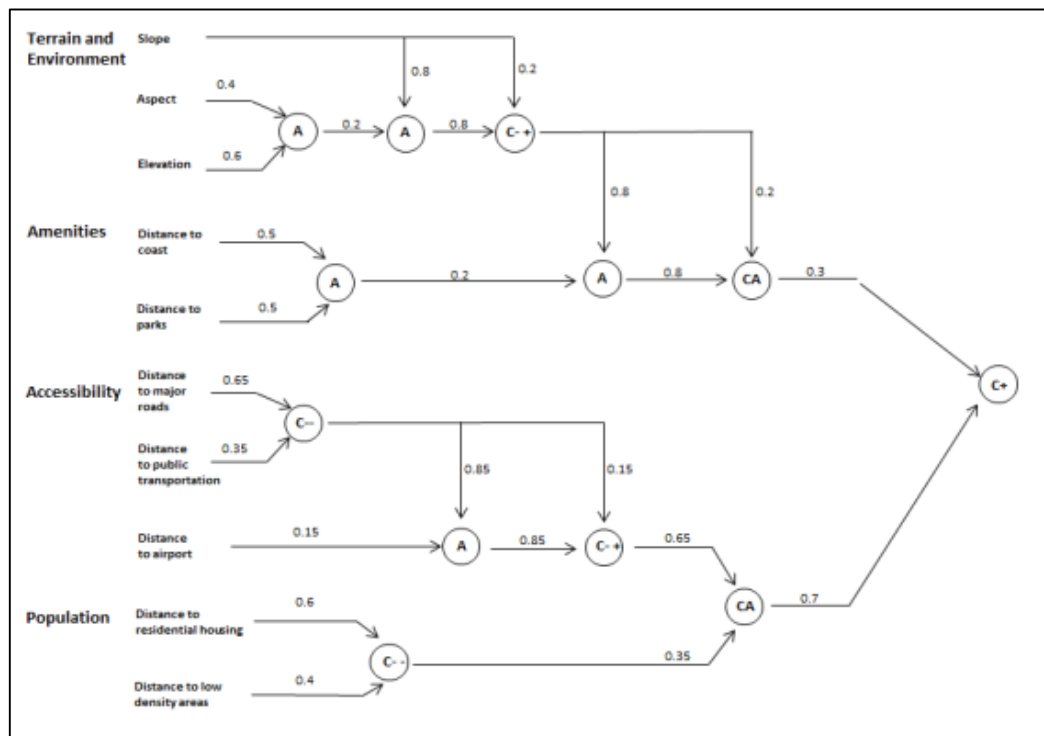 Terrain and
Environment
Slope
0.8
0.2
0.4
Aspect
A
0.2
A
0.8
C- +
Elevation
0.6
0.8
0.2
Amenities
Distance to
coast
0.5
A
0.2
A
0.8
CA
0.3
Distance to
parks
0.5
Accessibility
Distance
to major
roads
0.65
C--
C+
Distance
to public
transportation
0.35
0.85
0.15
Distance
to airport
0.15
A
0.85
C- +
0.65
CA
0.7
Population
Distance to
residential housing
0.6
C- -
0.35
Distance to low
density areas
0.4